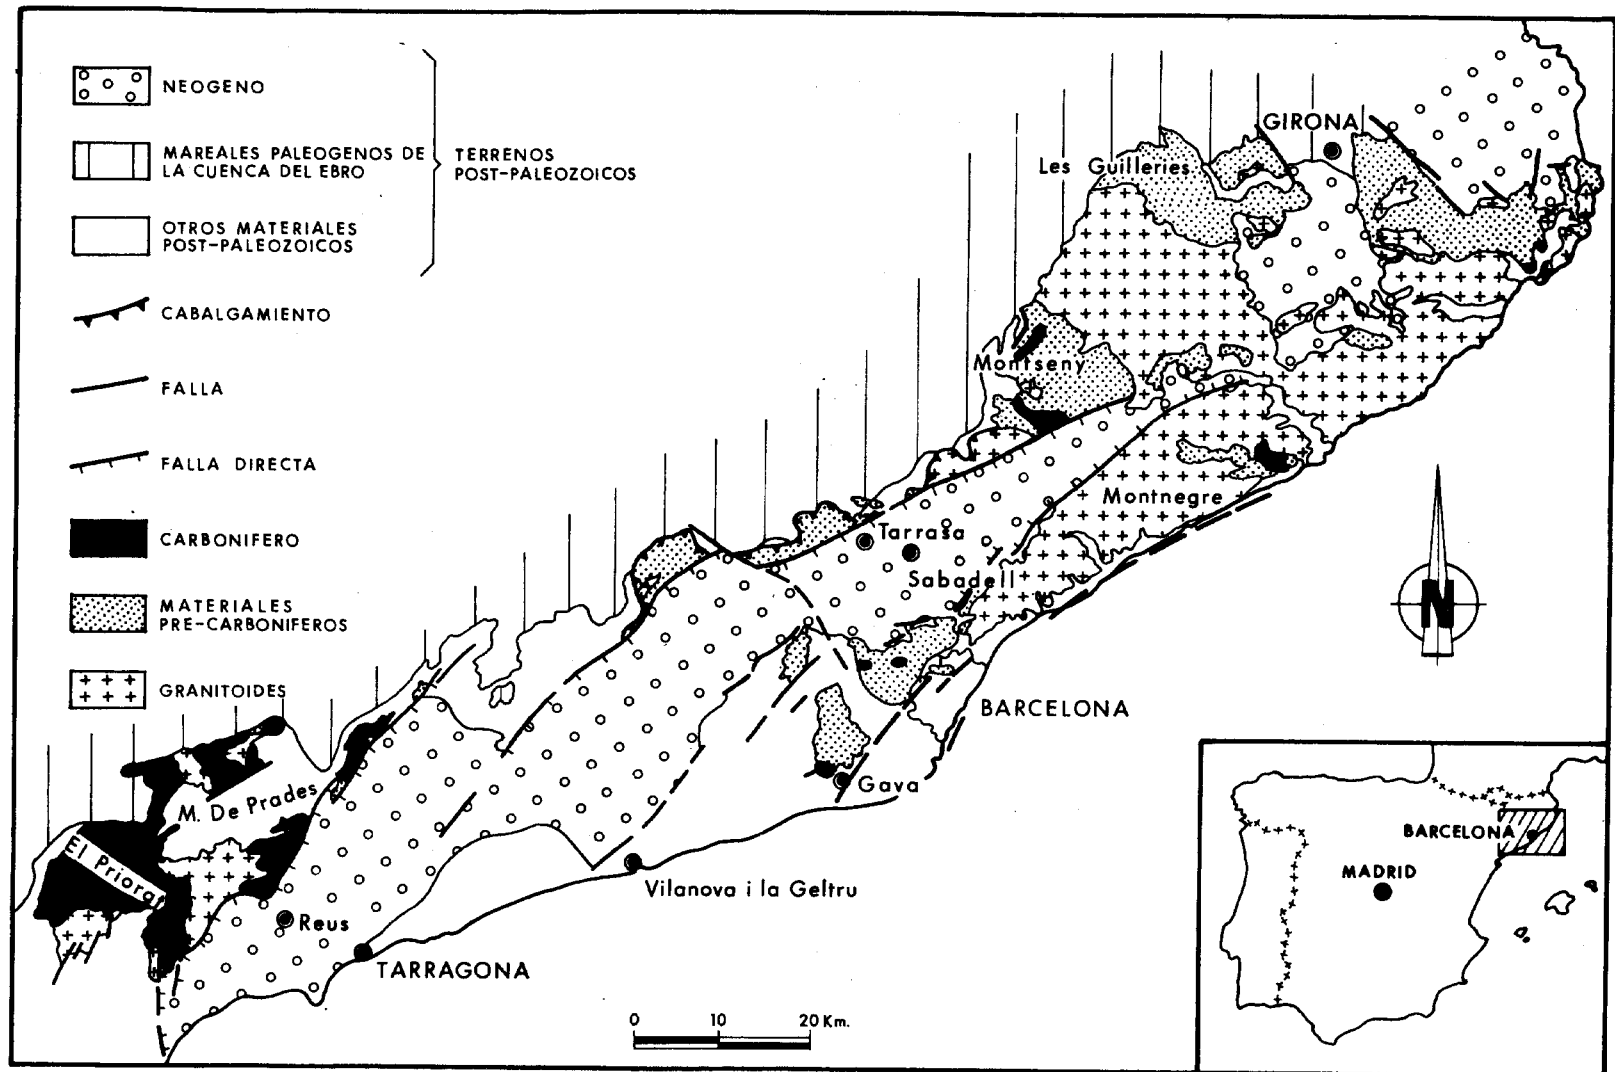 NEOGENO
MAREALES PALEOGENOS DE
LA CUENCA DEL EBRO
OTROS MATERIALES
POST-PALEOZOICOS
TERRENOS
POST-PALEOZOICOS
CABALGAMIENTO
FALLA
FALLA DIRECTA
CARBONIFERO
MATERIALES
PRE-CARBONIFEROS
GRANITOIDES
GIRONA
Les Guilleries
Montseny
Montnegre
Tarrasa
Sabadell
BARCELONA
Gava
M. De Prades
El Priorat
Vilanova i la Geltru
Reus
TARRAGONA
0 10 20 Km.
N
BARCELONA
MADRID